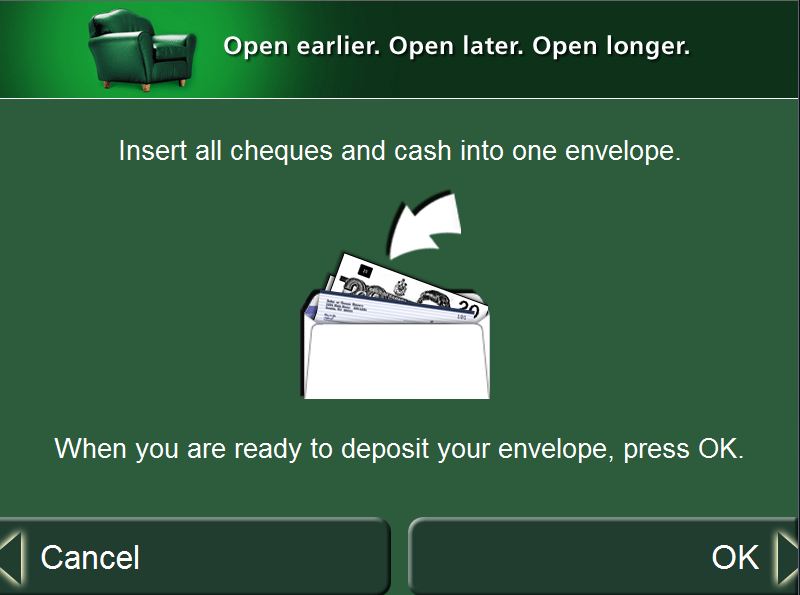 Open earlier. Open later. Open longer.
Insert all cheques and cash into one envelope.
20
When you are ready to deposit your envelope, press OK.
Cancel
OK